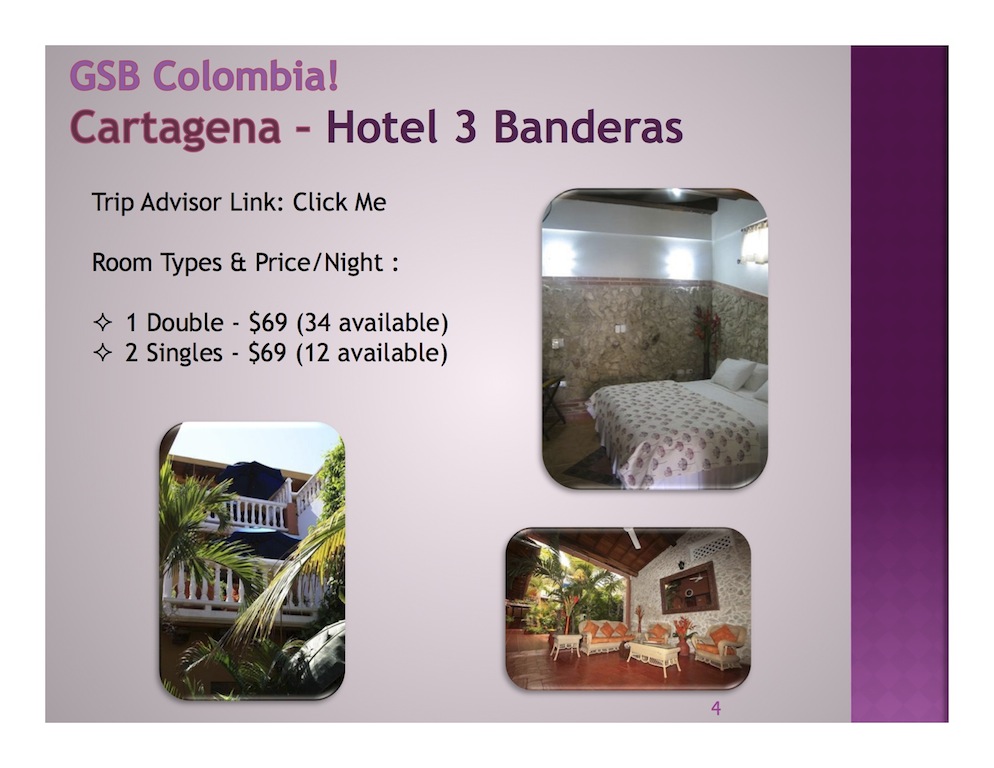 GSB Colombia!
Cartagena – Hotel 3 Banderas
Trip Advisor Link: Click Me
Room Types & Price/Night :
✧ 1 Double - $69 (34 available)
✧ 2 Singles - $69 (12 available)
4